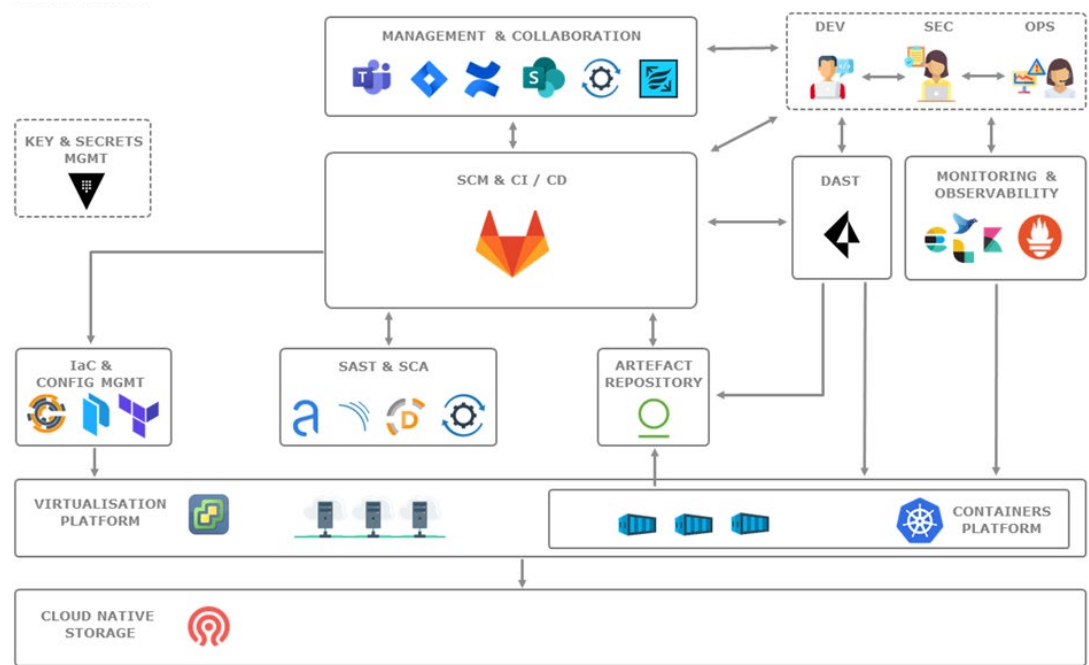 MANAGEMENT & COLLABORATION
DEV
SEC
OPS
KEY & SECRETS
MGMT
SCM & CI / CD
DAST
MONITORING &
OBSERVABILITY
IaC &
CONFIG MGMT
SAST & SCA
ARTEFACT
REPOSITORY
VIRTUALISATION
PLATFORM
CONTAINERS
PLATFORM
CLOUD NATIVE
STORAGE